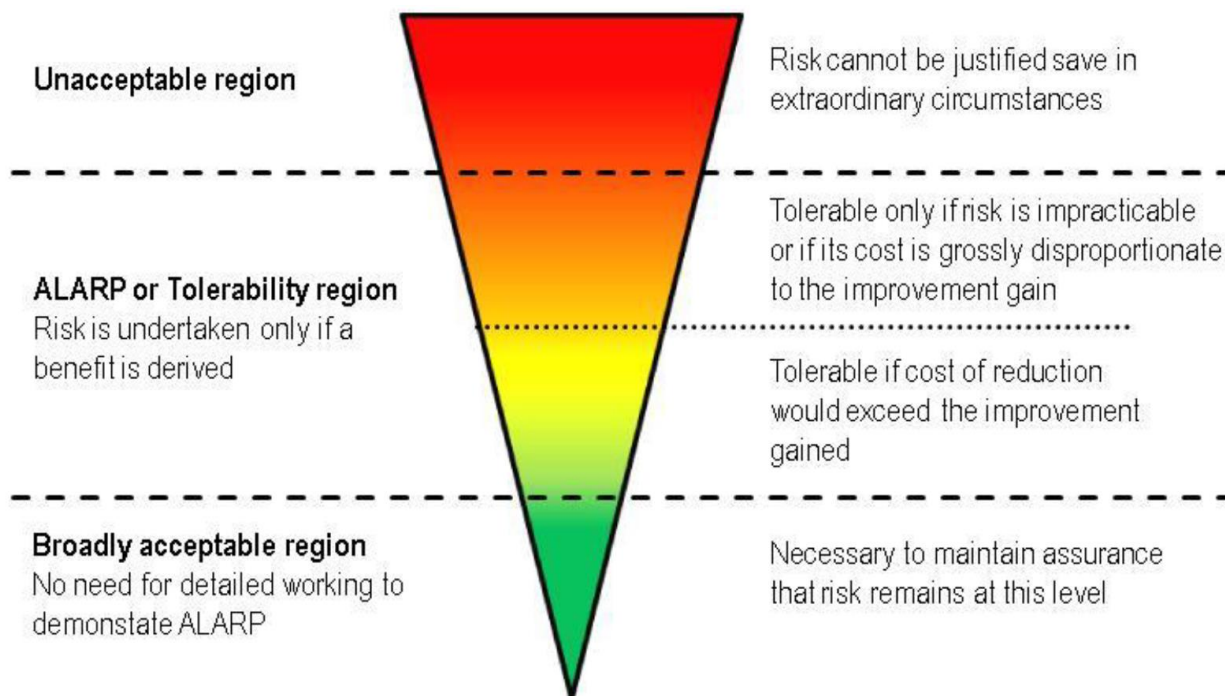 Unacceptable region
Risk cannot be justified save in
extraordinary circumstances
ALARP or Tolerability region
Risk is undertaken only if a
benefit is derived
Tolerable only if risk is impracticable
or if its cost is grossly disproportionate
to the improvement gain
Tolerable if cost of reduction
would exceed the improvement
gained
Broadly acceptable region
No need for detailed working to
demonstate ALARP
Necessary to maintain assurance
that risk remains at this level